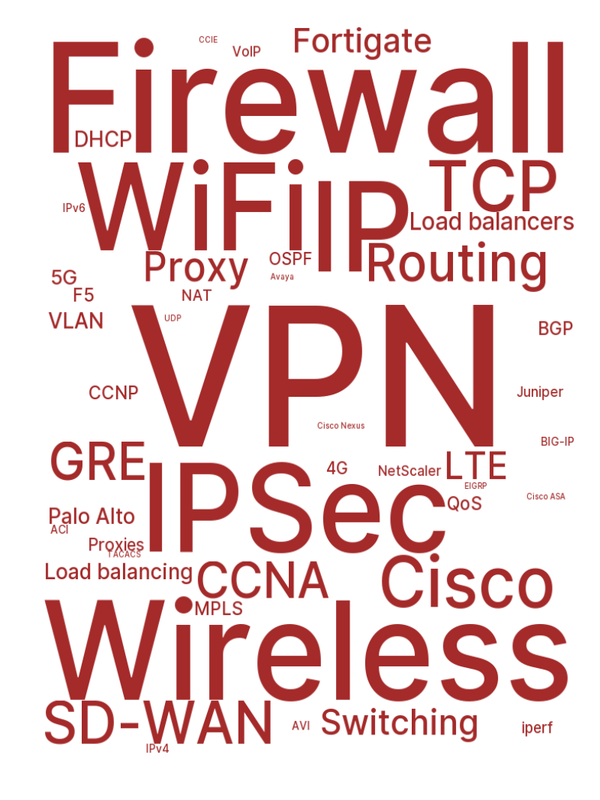 CCIE
VoIP
Fortigate
Firewall
DHCP
WiFi
IP
TCP
IPv6
Load balancers
Proxy
OSPF
Routing
5G
Avaya
F5
NAT
VLAN
UDP
VPN
BGP
CCNP
Juniper
Cisco Nexus
BIG-IP
GRE
IPSec
4G
NetScaler
LTE
EIGRP
Cisco ASA
QoS
Palo Alto
ACI
Proxies
TACACS
Load balancing
CCNA
Cisco
MPLS
Wireless
SD-WAN
AVI
Switching
iperf
IPv4